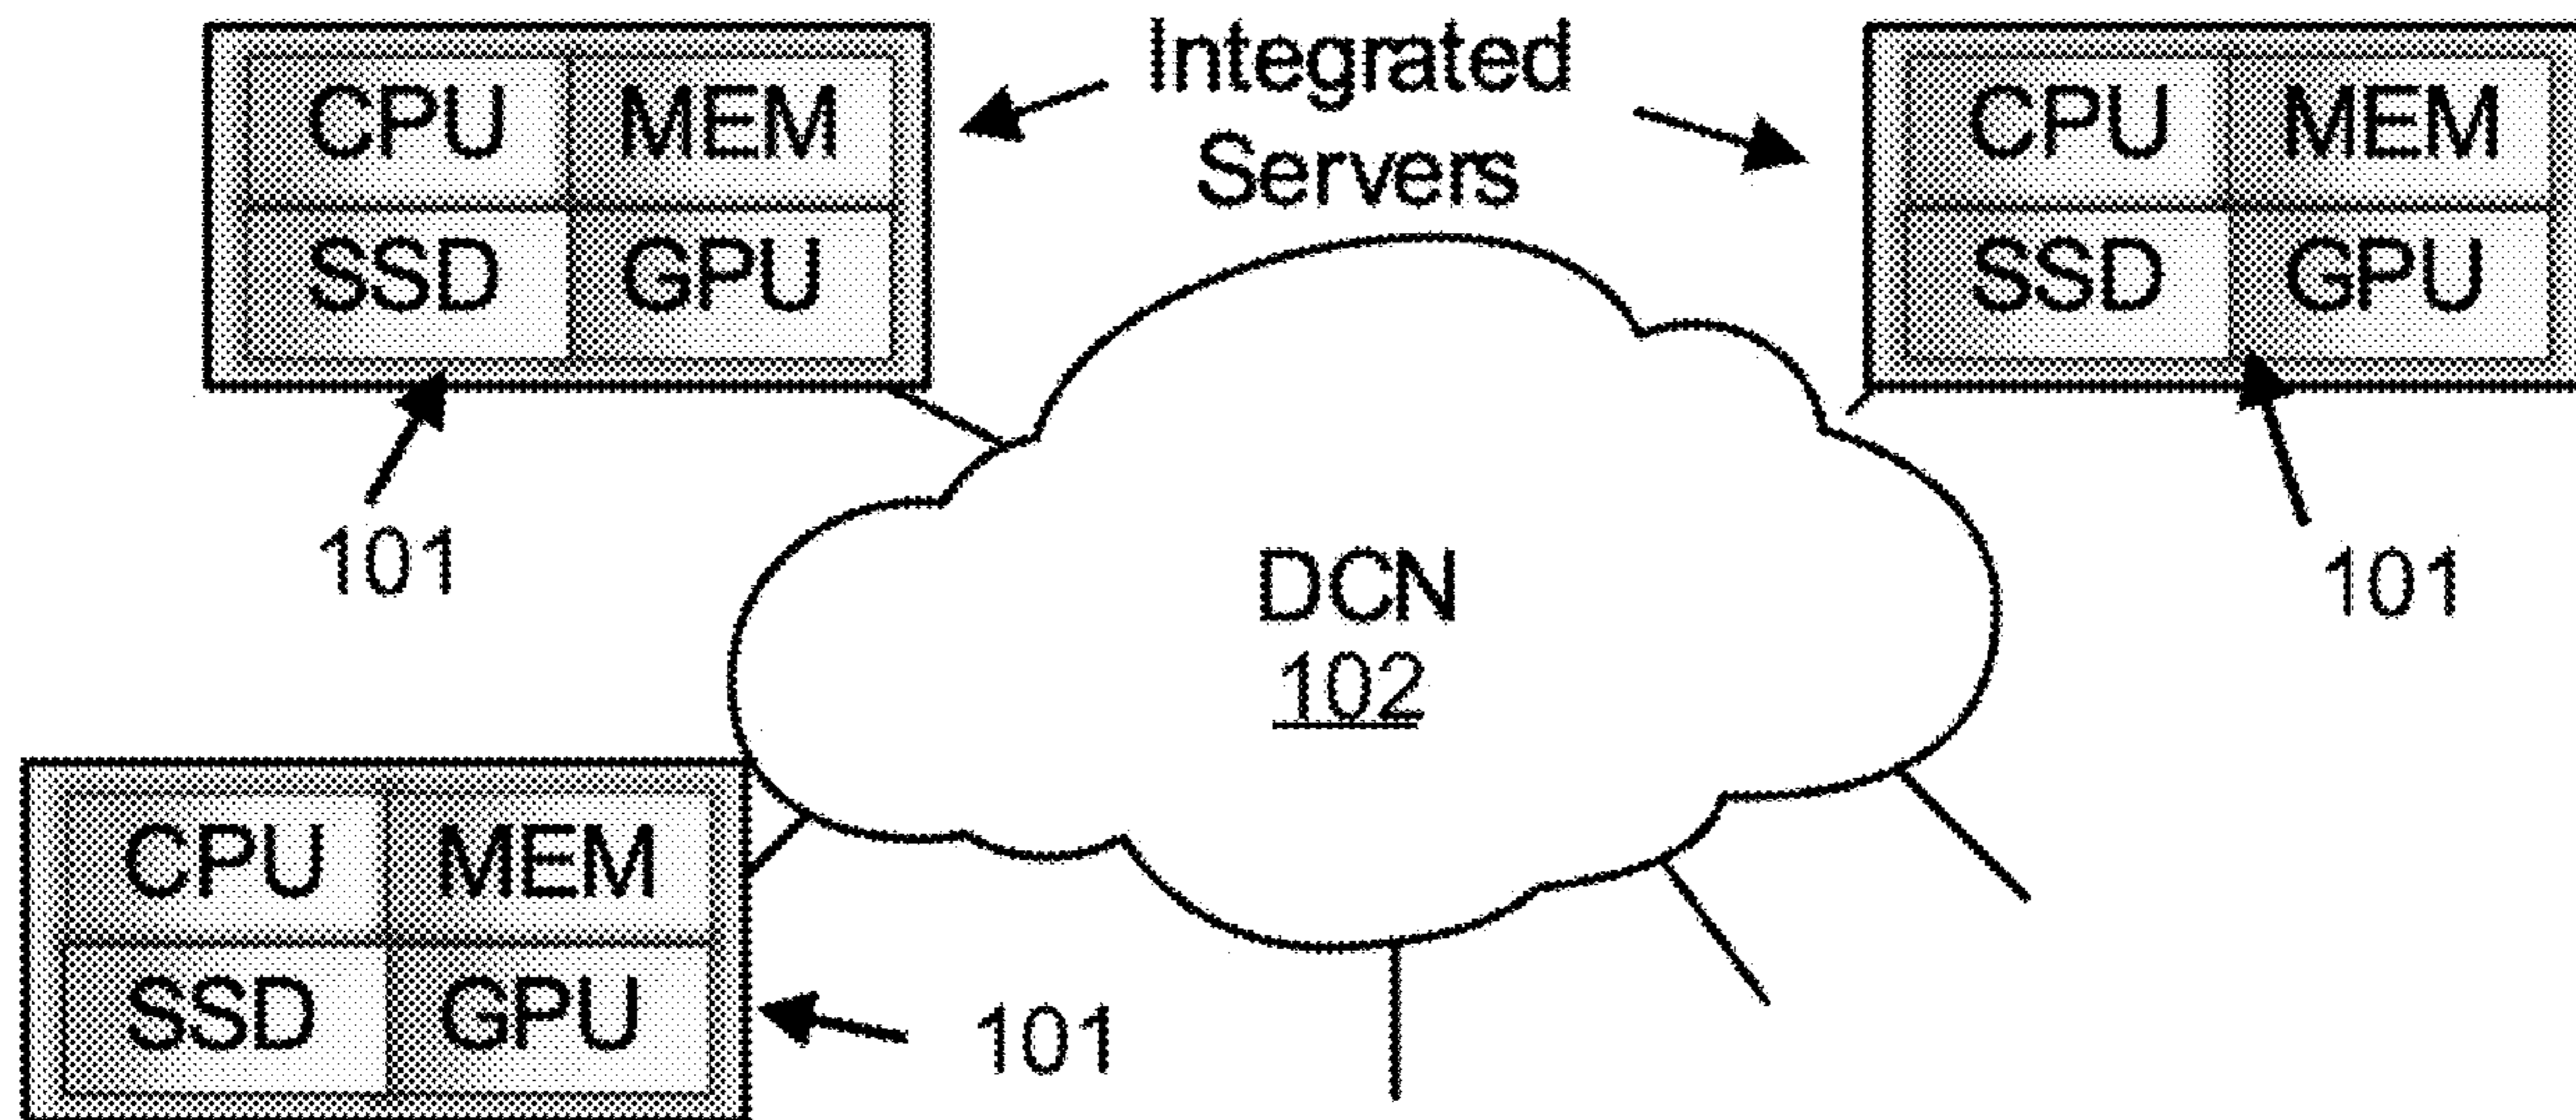 CPU MEM
SSD GPU
101
Integrated
Servers
CPU MEM
SSD GPU
101
DCN
102
CPU MEM
SSD GPU
101